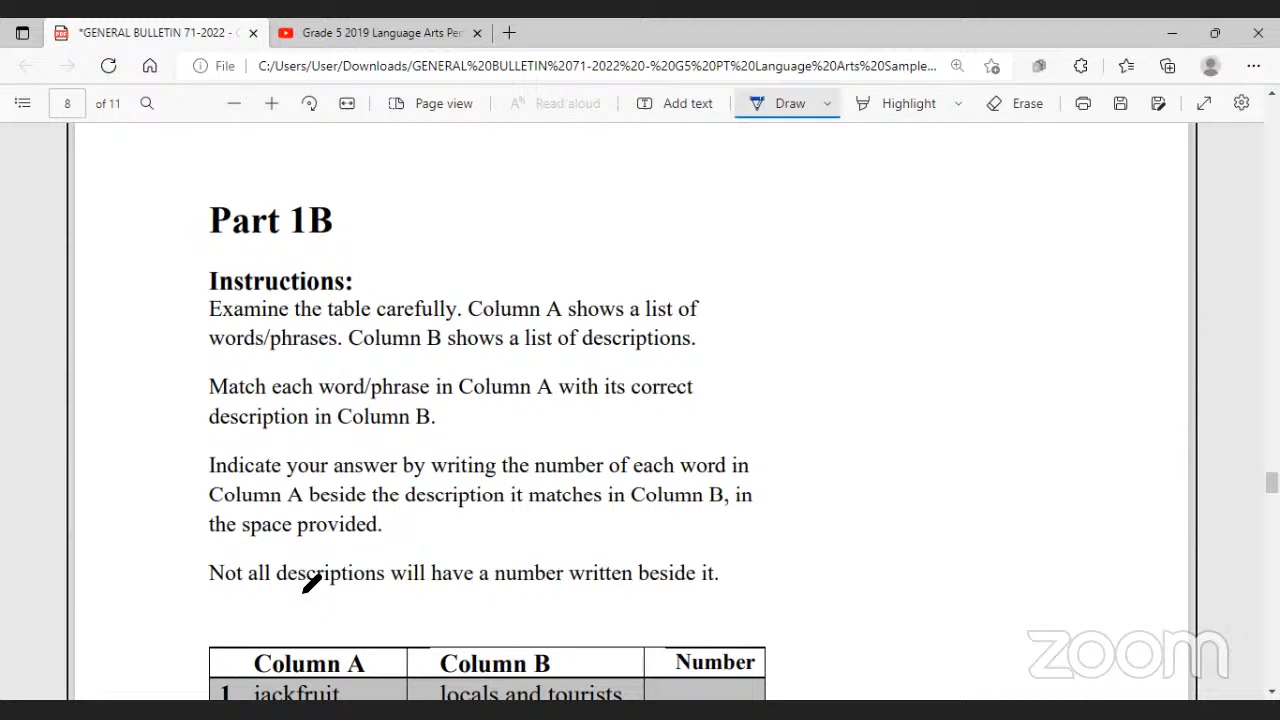 *GENERAL BULLETIN 71-2022 -
Grade 5 2019 Language Arts Per
File
C:/Users/User/Downloads/GENERAL%20BULLETIN%2071-2022%20-%20G5%20PT%20Language%20Arts%20Sample...
8 of 11
Page view
Read aloud
Add text
Draw
Highlight
Erase
Part 1B
Instructions:
Examine the table carefully. Column A shows a list of
words/phrases. Column B shows a list of descriptions.
Match each word/phrase in Column A with its correct
description in Column B.
Indicate your answer by writing the number of each word in
Column A beside the description it matches in Column B, in
the space provided.
Not all descriptions will have a number written beside it.
Column A Column B Number
1 jackfruit locals and tourists
zoom